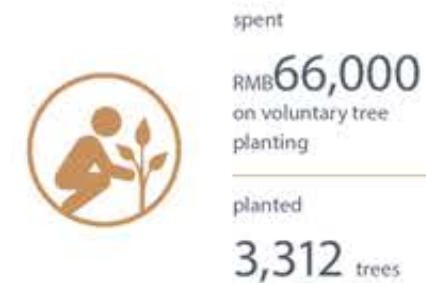 spent
RMB66,000
on voluntary tree
planting
planted
3,312 trees